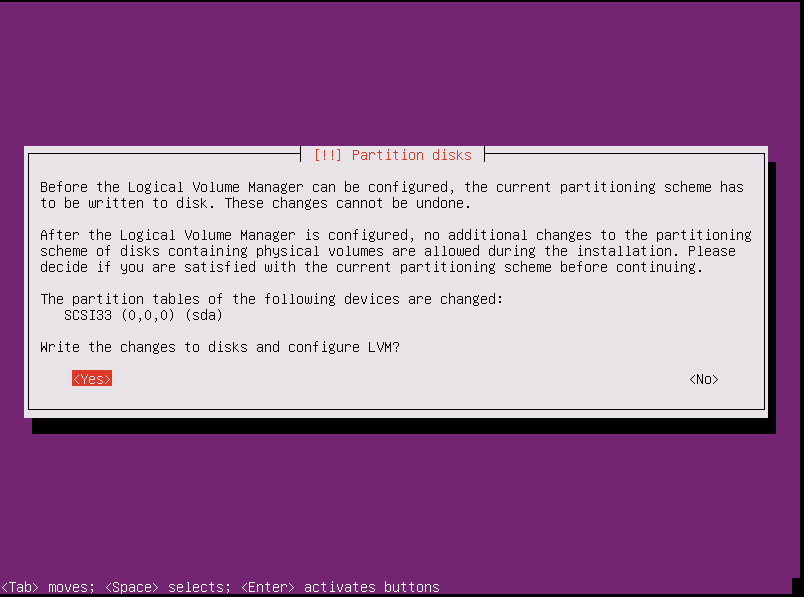 [!!] Partition disks
Before the Logical Volume Manager can be configured, the current partitioning scheme has
to be written to disk. These changes cannot be undone.
After the Logical Volume Manager is configured, no additional changes to the partitioning
scheme of disks containing physical volumes are allowed during the installation. Please
decide if you are satisfied with the current partitioning scheme before continuing.
The partition tables of the following devices are changed:
SCSI33 (0,0,0) (sda)
Write the changes to disks and configure LVM?
<Yes> <No>
<Tab> moves; <Space> selects; <Enter> activates buttons